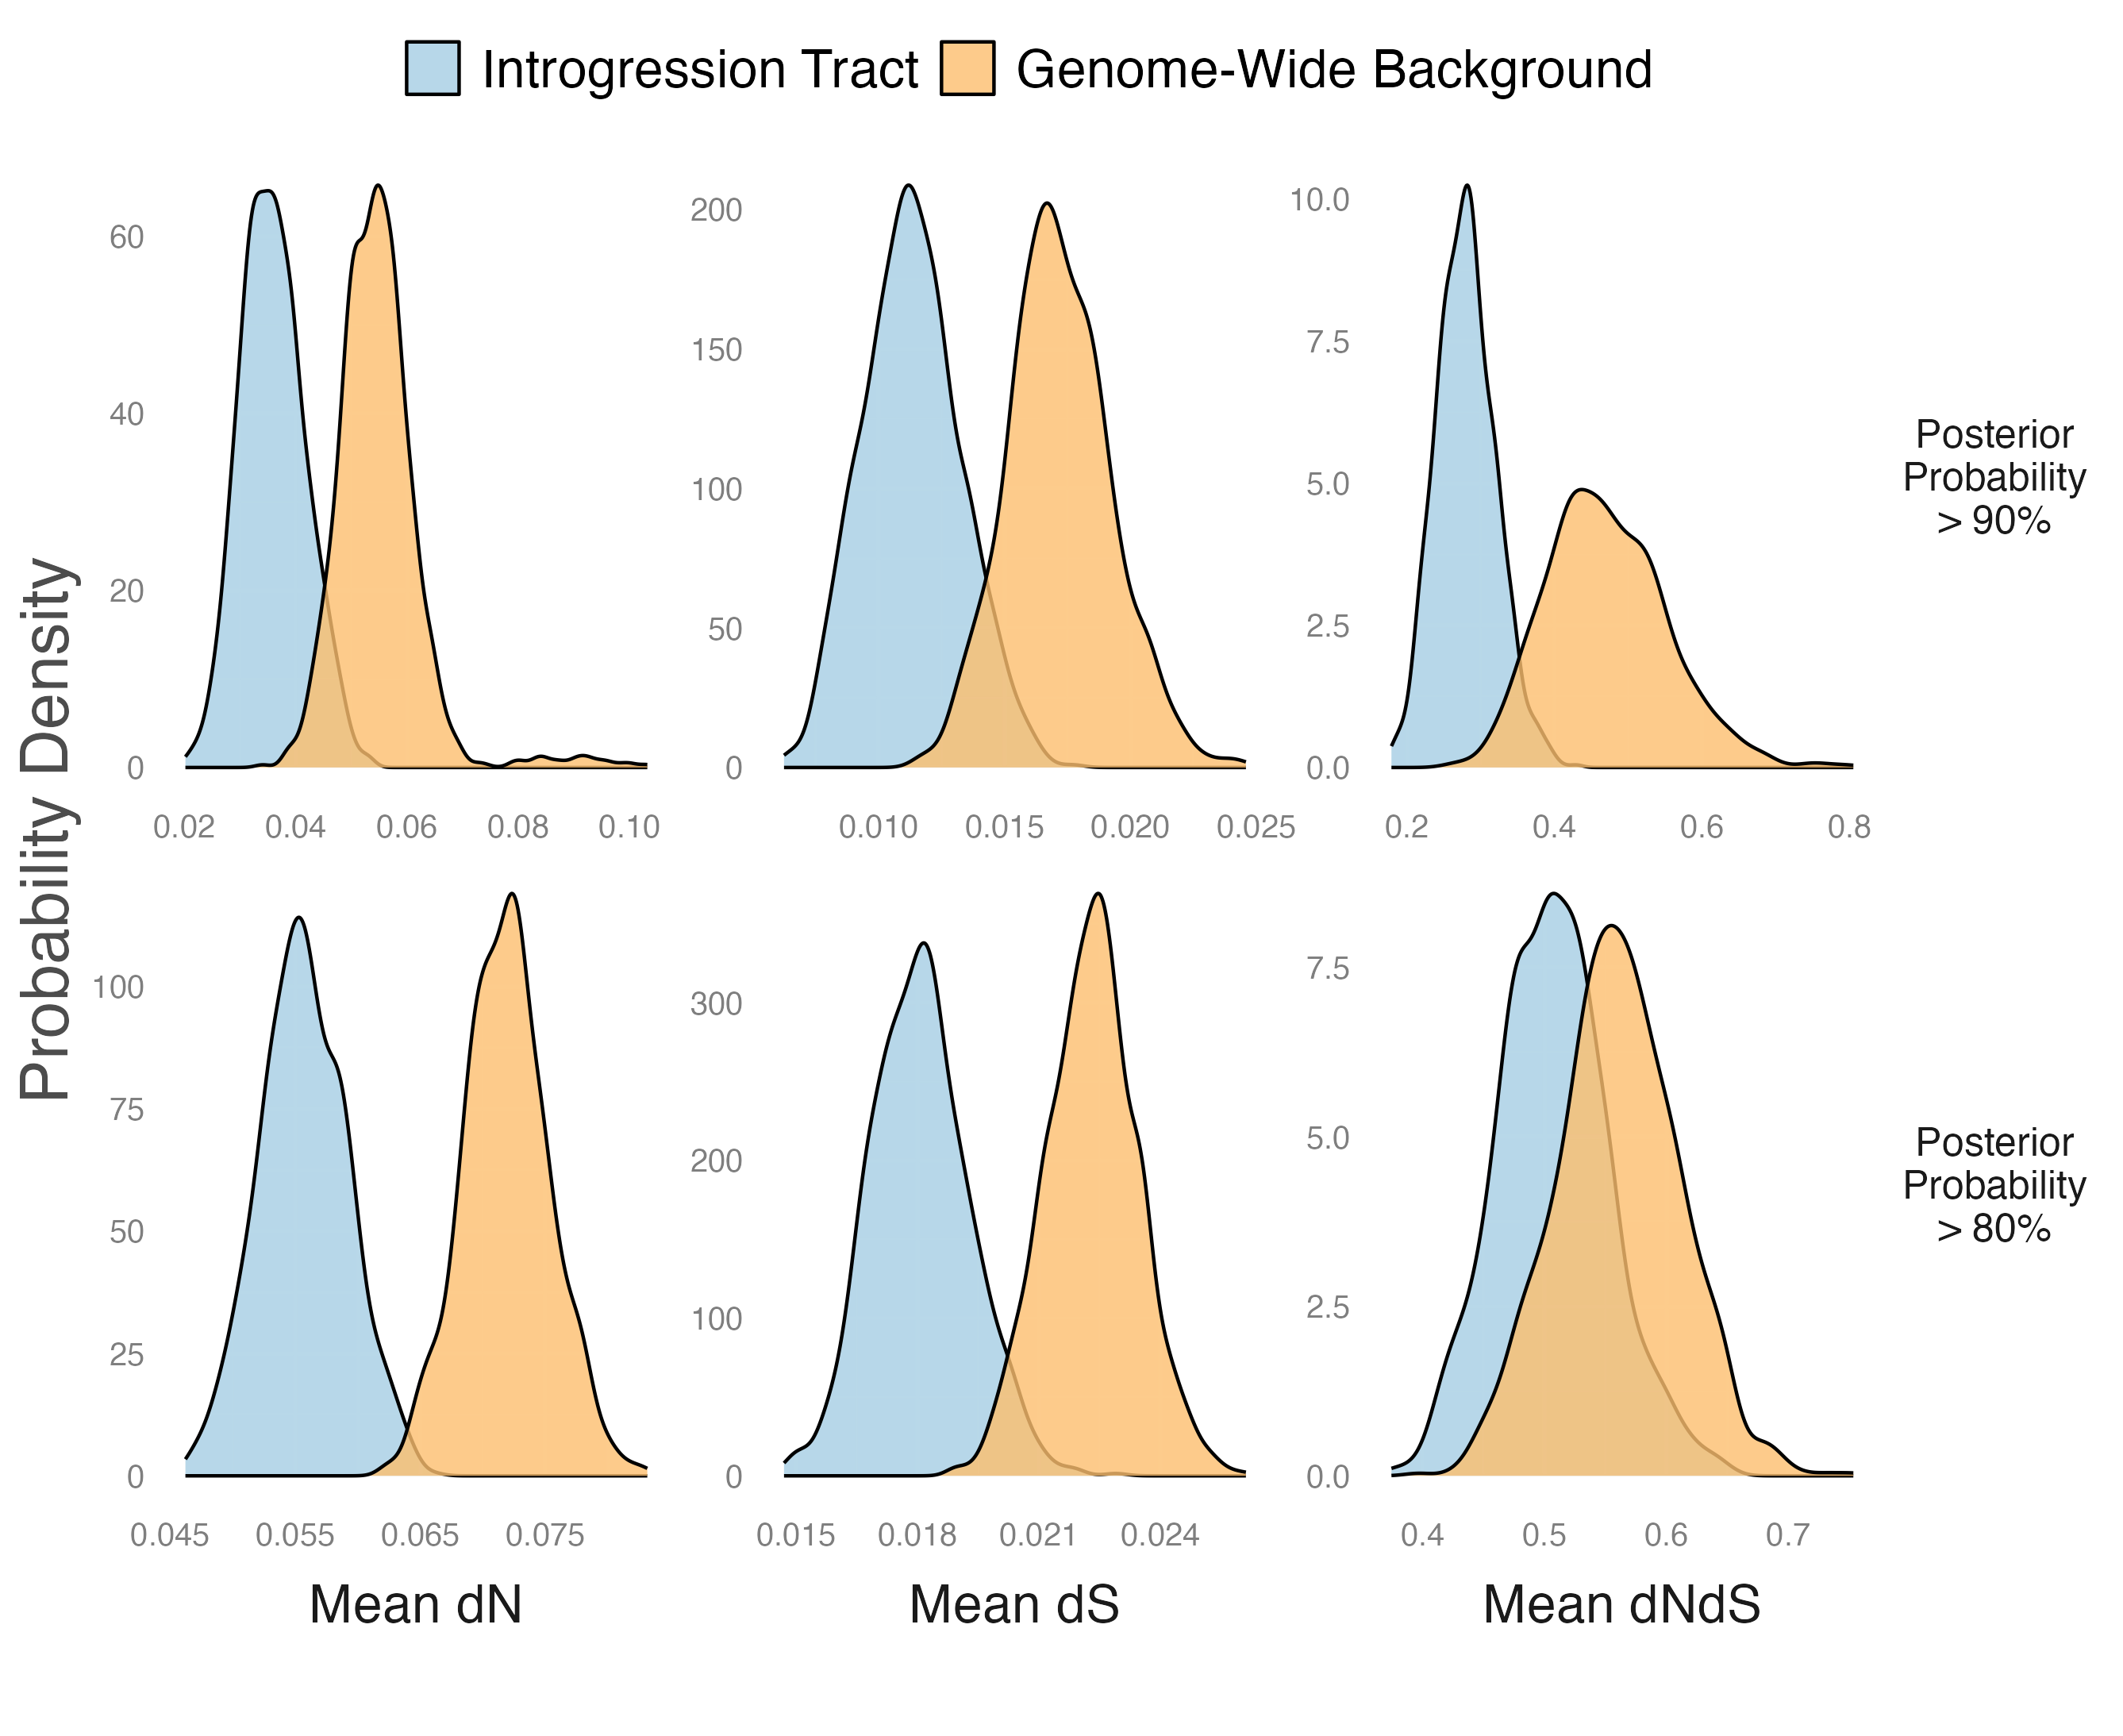 Introgression Tract Genome-Wide Background
Probability Density
60
40
20
0
0.02 0.04 0.06 0.08 0.10
200
150
100
50
0
0.010 0.015 0.020 0.025
10.0
7.5
5.0
2.5
0.0
0.2 0.4 0.6 0.8
Posterior
Probability
> 90%
100
75
50
25
0
0.045 0.055 0.065 0.075
Mean dN
300
200
100
0
0.015 0.018 0.021 0.024
Mean dS
7.5
5.0
2.5
0.0
0.4 0.5 0.6 0.7
Mean dNdS
Posterior
Probability
> 80%